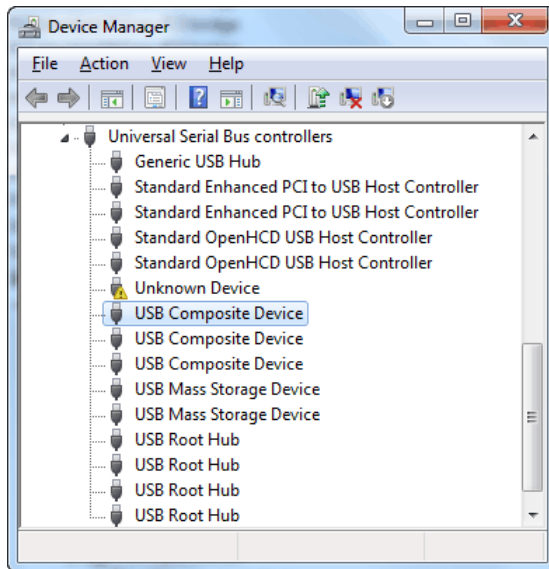 Device Manager
File Action View Help
Universal Serial Bus controllers
Generic USB Hub
Standard Enhanced PCI to USB Host Controller
Standard Enhanced PCI to USB Host Controller
Standard OpenHCD USB Host Controller
Standard OpenHCD USB Host Controller
Unknown Device
USB Composite Device
USB Composite Device
USB Composite Device
USB Mass Storage Device
USB Mass Storage Device
USB Root Hub
USB Root Hub
USB Root Hub
USB Root Hub